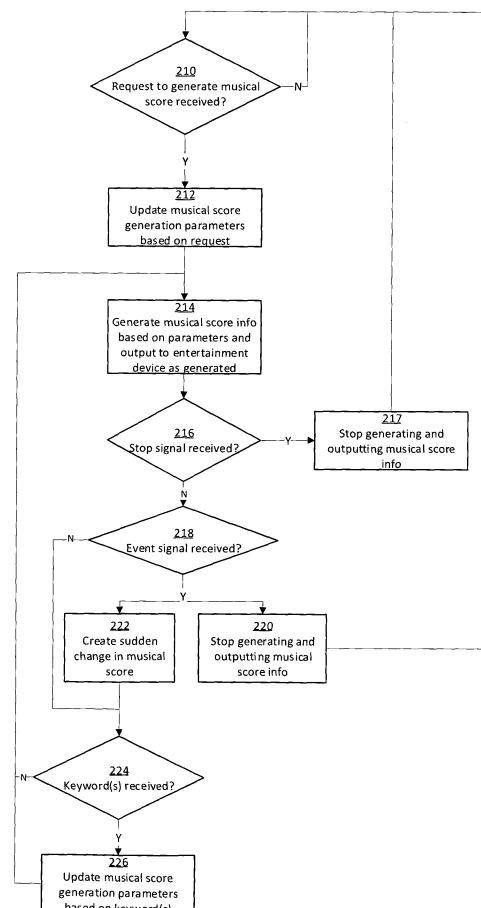 210
Request to generate musical
score received?
N
Y
212
Update musical score
generation parameters
based on request
214
Generate musical score info
based on parameters and
output to entertainment
device as generated
216
Stop signal received?
Y
217
Stop generating and
outputting musical score
info
N
218
Event signal received?
N
Y
222
Create sudden
change in musical
score
220
Stop generating and
outputting musical
score info
224
Keyword(s) received?
N
Y
226
Update musical score
generation parameters
based on keyword(s)